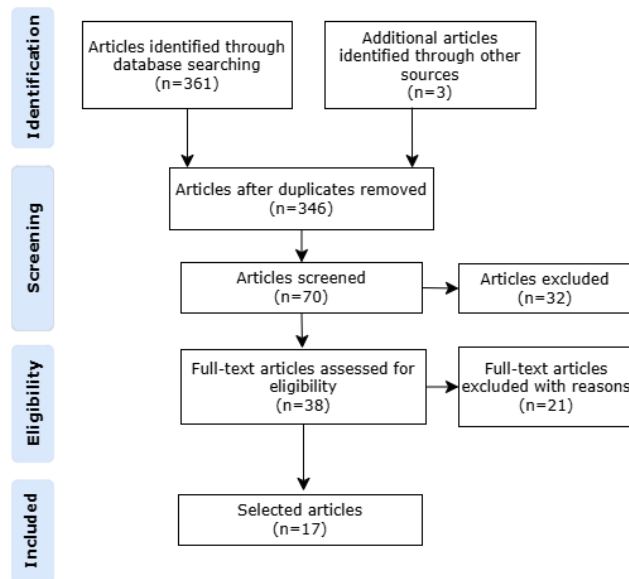 Identification
Articles identified through
database searching
(n=361)
Additional articles
identified through other
sources
(n=3)
Screening
Articles after duplicates removed
(n=346)
Articles screened
(n=70)
Articles excluded
(n=32)
Eligibility
Full-text articles assessed for
eligibility
(n=38)
Full-text articles
excluded with reasons
(n=21)
Included
Selected articles
(n=17)